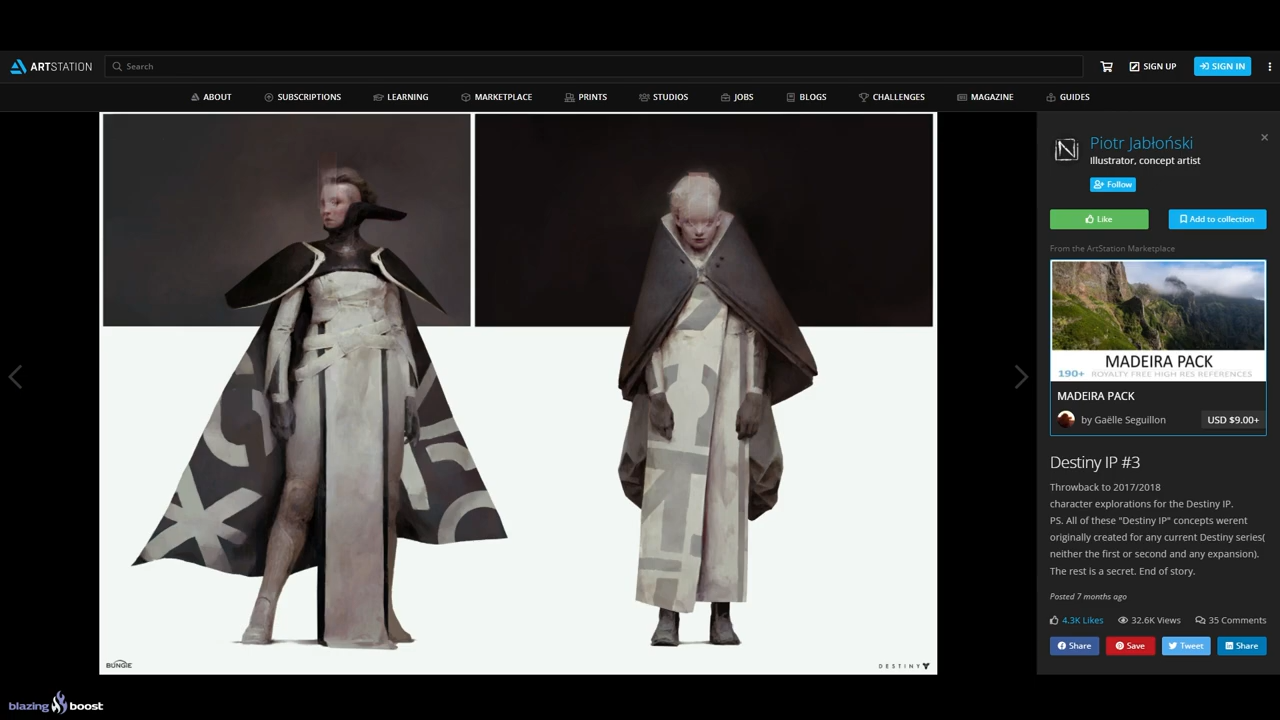 ARTSTATION
Search
SIGN UP
SIGN IN
ABOUT
SUBSCRIPTIONS
LEARNING
MARKETPLACE
PRINTS
STUDIOS
JOBS
BLOGS
CHALLENGES
MAGAZINE
GUIDES
Piotr Jabłoński
Illustrator, concept artist
Follow
Like
Add to collection
From the ArtStation Marketplace
MADEIRA PACK
190+ ROYALTY FREE HIGH RES REFERENCES
MADEIRA PACK
by Gaëlle Seguillon
USD $9.00+
Destiny IP #3
Throwback to 2017/2018
character explorations for the Destiny IP.
PS. All of these "Destiny IP" concepts werent
originally created for any current Destiny series(
neither the first or second and any expansion).
The rest is a secret. End of story.
Posted 7 months ago
4.3K Likes
32.6K Views
35 Comments
Share
Save
Tweet
Share
BUNGIE
DESTINY
blazing boost